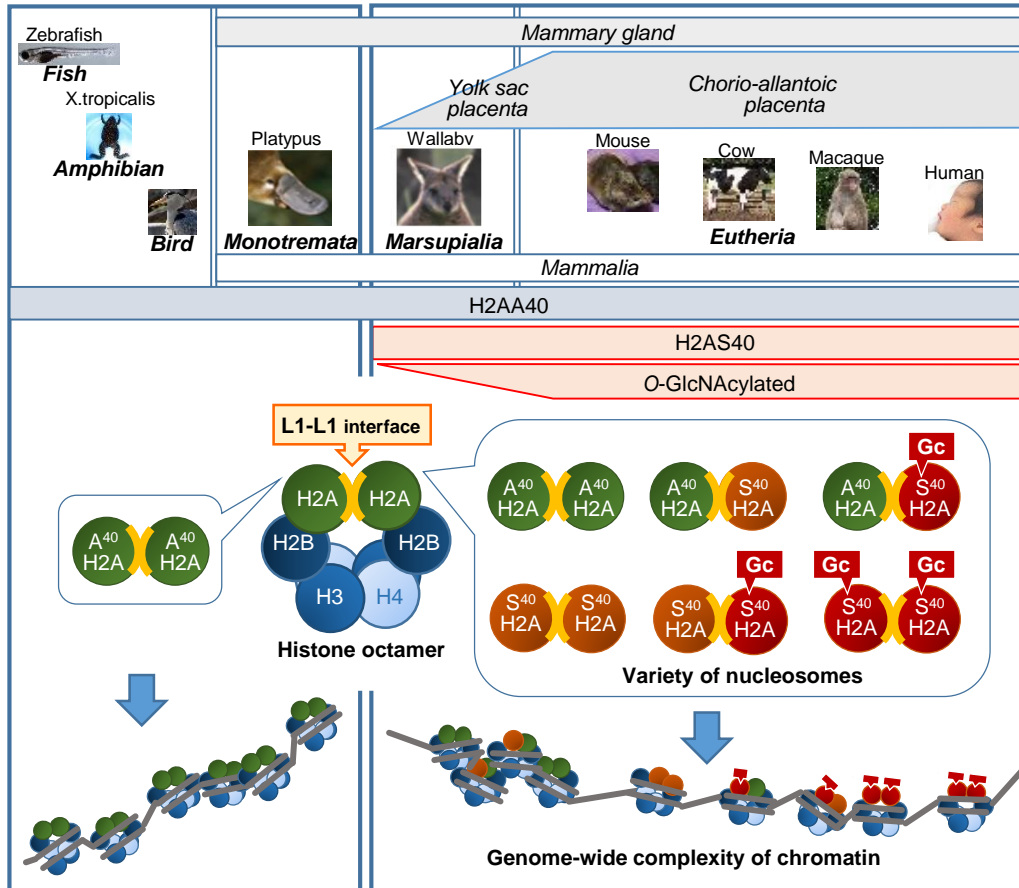 Zebrafish
Fish
X.tropicalis
Amphibian
Bird
Mammary gland
Yolk sac
placenta
Chorio-allantoic
placenta
Platypus
Monotremata
Wallabv
Marsupialia
Mouse
Cow
Macaque
Human
Eutheria
Mammalia
H2AA40
H2AS40
O-GlcNAcylated
L1-L1 interface
H2A H2A
H2B H2B
H3 H4
Histone octamer
A40 A40
H2A H2A
A40 A40
H2A H2A
A40 S40
H2A H2A
Gc
A40 S40
H2A H2A
S40 S40
H2A H2A
Gc
S40 S40
H2A H2A
Gc Gc
S40 S40
H2A H2A
Variety of nucleosomes
Genome-wide complexity of chromatin